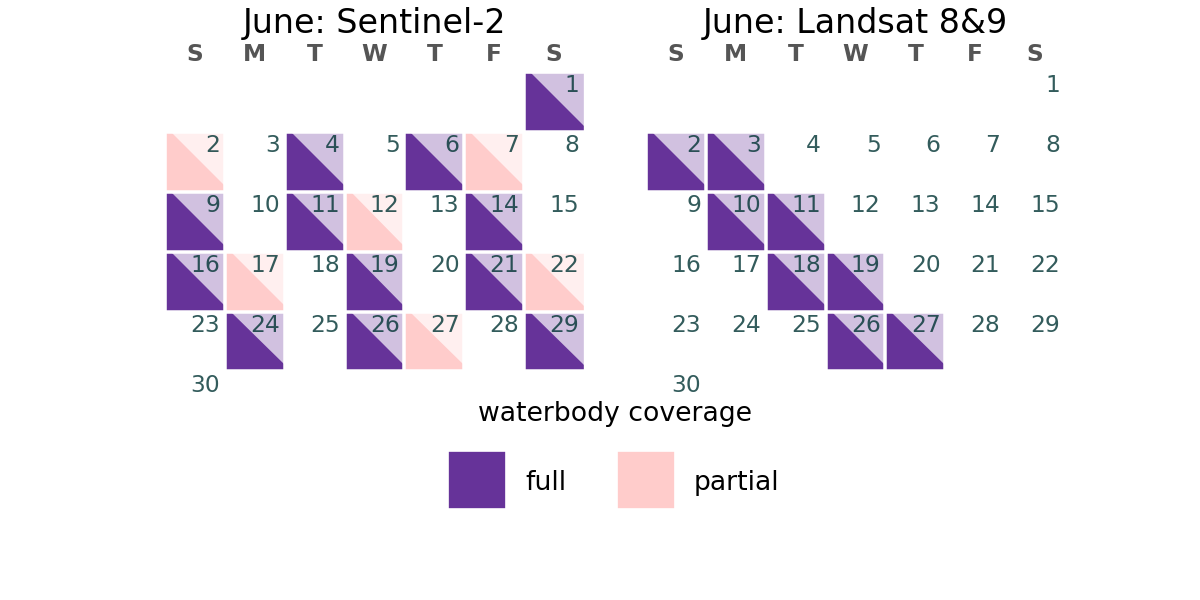 June: Sentinel-2
S M T W T F S
1
2 3 4 5 6 7 8
9 10 11 12 13 14 15
16 17 18 19 20 21 22
23 24 25 26 27 28 29
30
June: Landsat 8&9
S M T W T F S
1
2 3 4 5 6 7 8
9 10 11 12 13 14 15
16 17 18 19 20 21 22
23 24 25 26 27 28 29
30
waterbody coverage
full partial